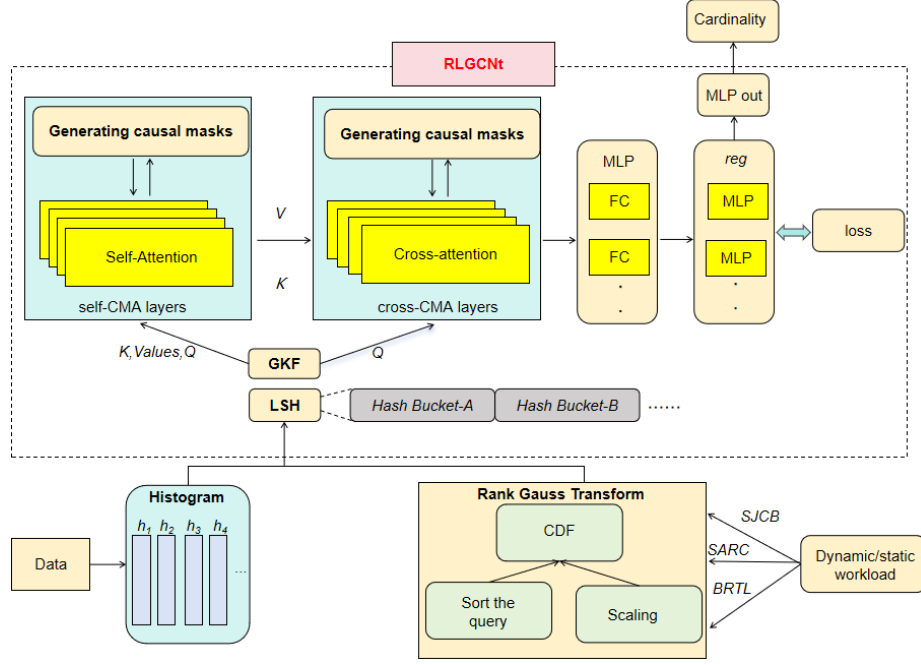 Cardinality
RLGCNt
MLP out
Generating causal masks
Generating causal masks
MLP
reg
FC
MLP
V
Self-Attention
Cross-attention
loss
FC
MLP
K
self-CMA layers
cross-CMA layers
K,Values,Q
GKF
Q
LSH
Hash Bucket-A
Hash Bucket-B
......
Histogram
Rank Gauss Transform
h1 h2 h3 h4
...
CDF
SJCB
SARC
Data
Dynamic/static
workload
BRTL
Sort the
query
Scaling